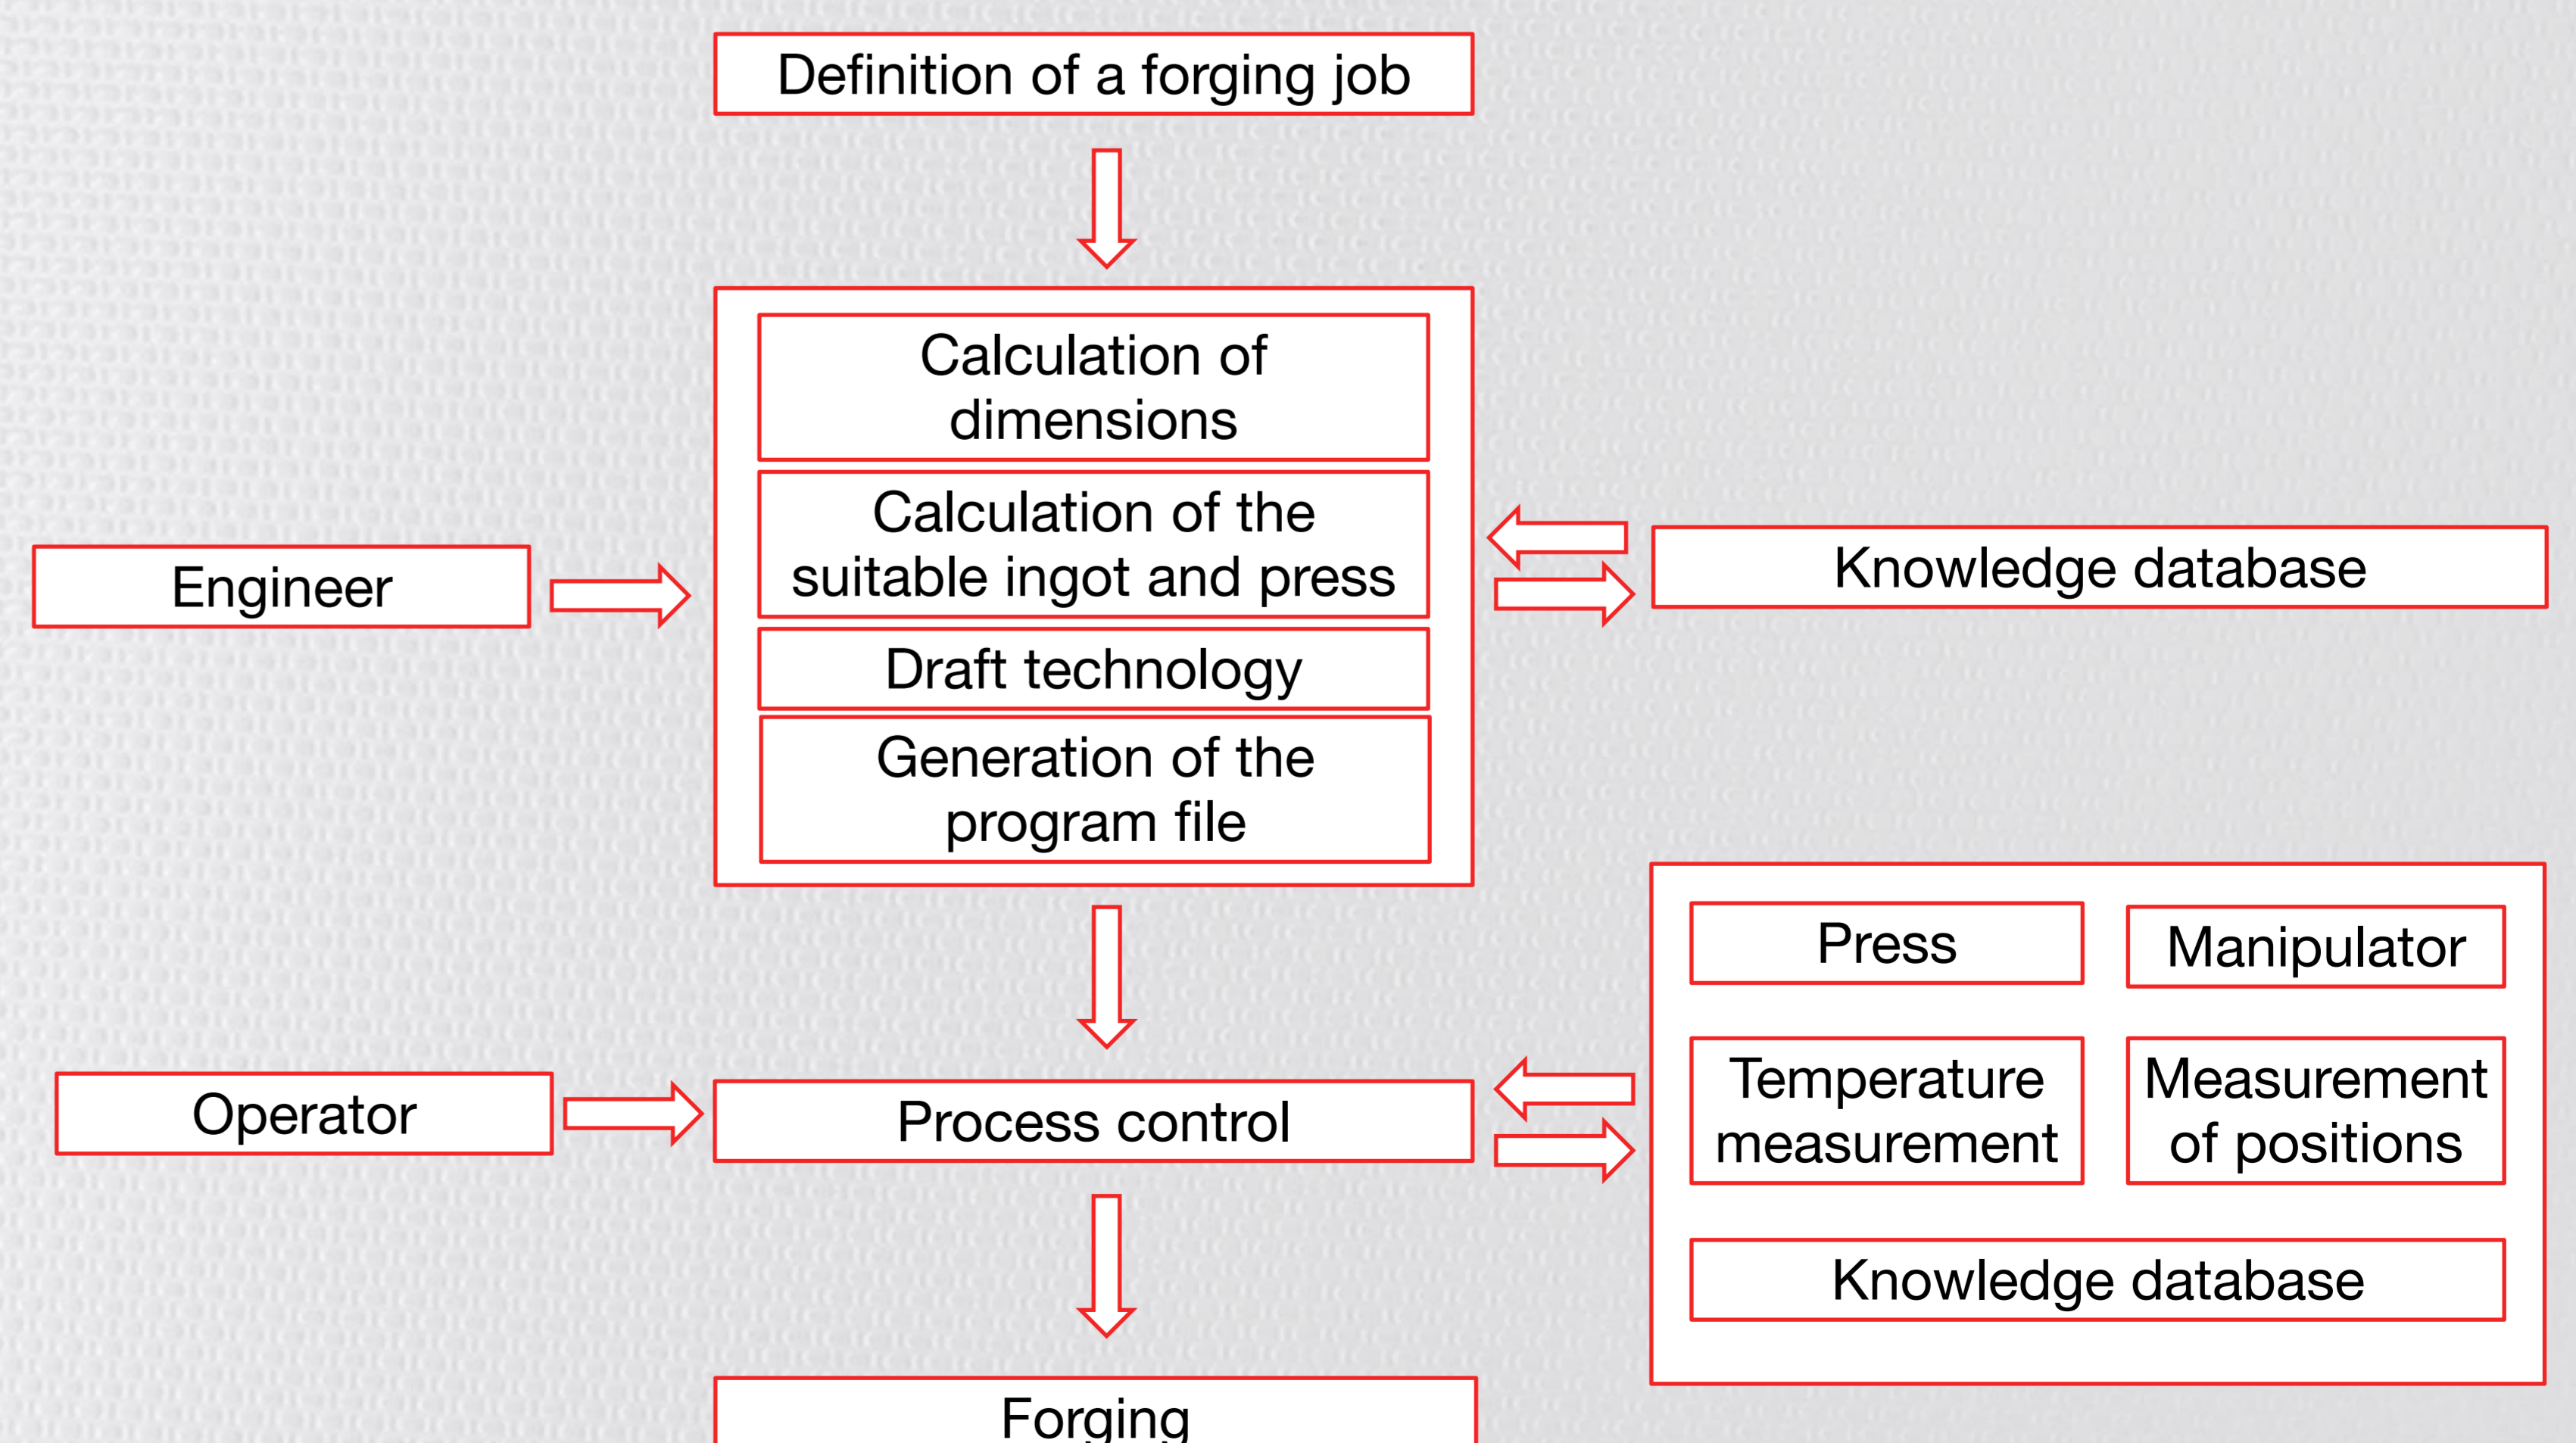 Definition of a forging job
Calculation of
dimensions
Calculation of the
suitable ingot and press
Draft technology
Generation of the
program file
Engineer
Knowledge database
Press
Manipulator
Temperature
measurement
Measurement
of positions
Knowledge database
Operator
Process control
Forging